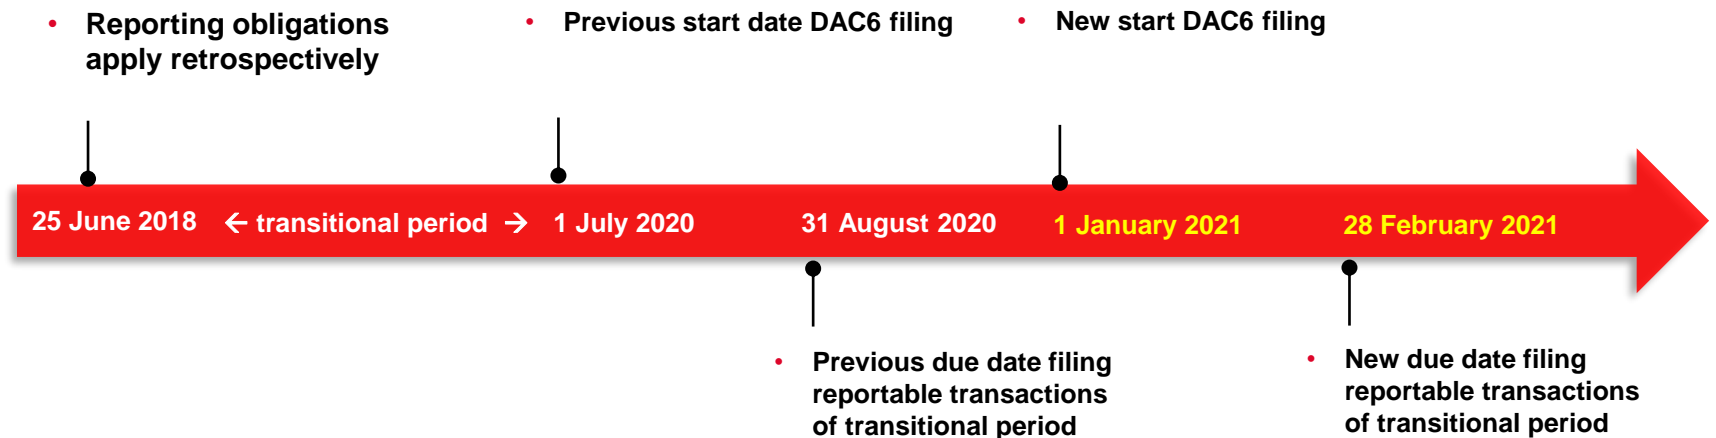 • Reporting obligations
apply retrospectively
• Previous start date DAC6 filing
• New start DAC6 filing
25 June 2018 ← transitional period → 1 July 2020 31 August 2020 1 January 2021 28 February 2021
• Previous due date filing
reportable transactions
of transitional period
• New due date filing
reportable transactions
of transitional period